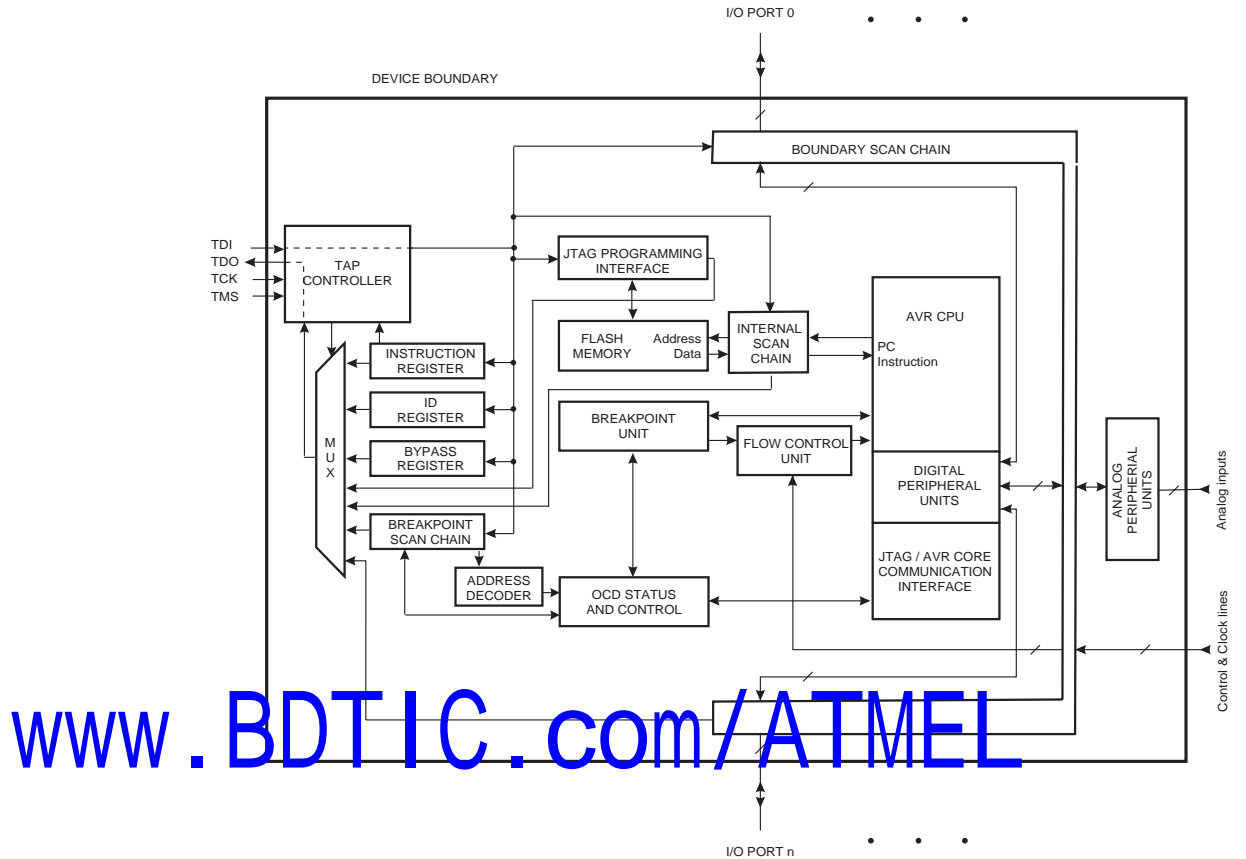 I/O PORT 0
DEVICE BOUNDARY
BOUNDARY SCAN CHAIN
TDI
TDO
TCK
TMS
TAP
CONTROLLER
JTAG PROGRAMMING
INTERFACE
FLASH
MEMORY
Address
Data
INTERNAL
SCAN
CHAIN
AVR CPU
PC
Instruction
INSTRUCTION
REGISTER
ID
REGISTER
M
U
X
BYPASS
REGISTER
BREAKPOINT
UNIT
FLOW CONTROL
UNIT
DIGITAL
PERIPHERAL
UNITS
ANALOG
PERIPHERIAL
UNITS
Analog inputs
BREAKPOINT
SCAN CHAIN
ADDRESS
DECODER
OCD STATUS
AND CONTROL
JTAG / AVR CORE
COMMUNICATION
INTERFACE
Control & Clock lines
www.BDTIC.com/ATMEL
I/O PORT n